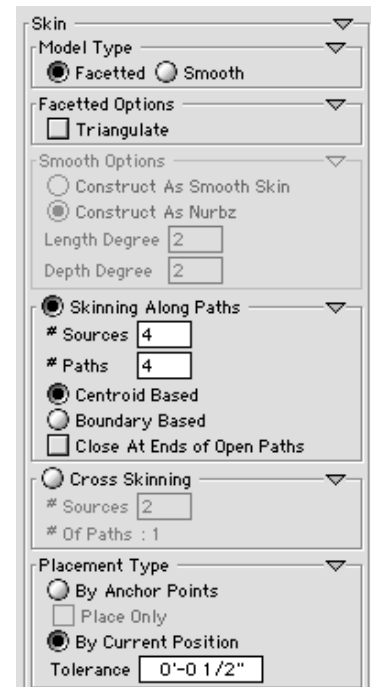 Skin
Model Type
Facetted Smooth
Facetted Options
Triangulate
Smooth Options
Construct As Smooth Skin
Construct As Nurbz
Length Degree 2
Depth Degree 2
Skinning Along Paths
# Sources 4
# Paths 4
Centroid Based
Boundary Based
Close At Ends of Open Paths
Cross Skinning
# Sources 2
# Of Paths : 1
Placement Type
By Anchor Points
Place Only
By Current Position
Tolerance 0'-0 1/2"